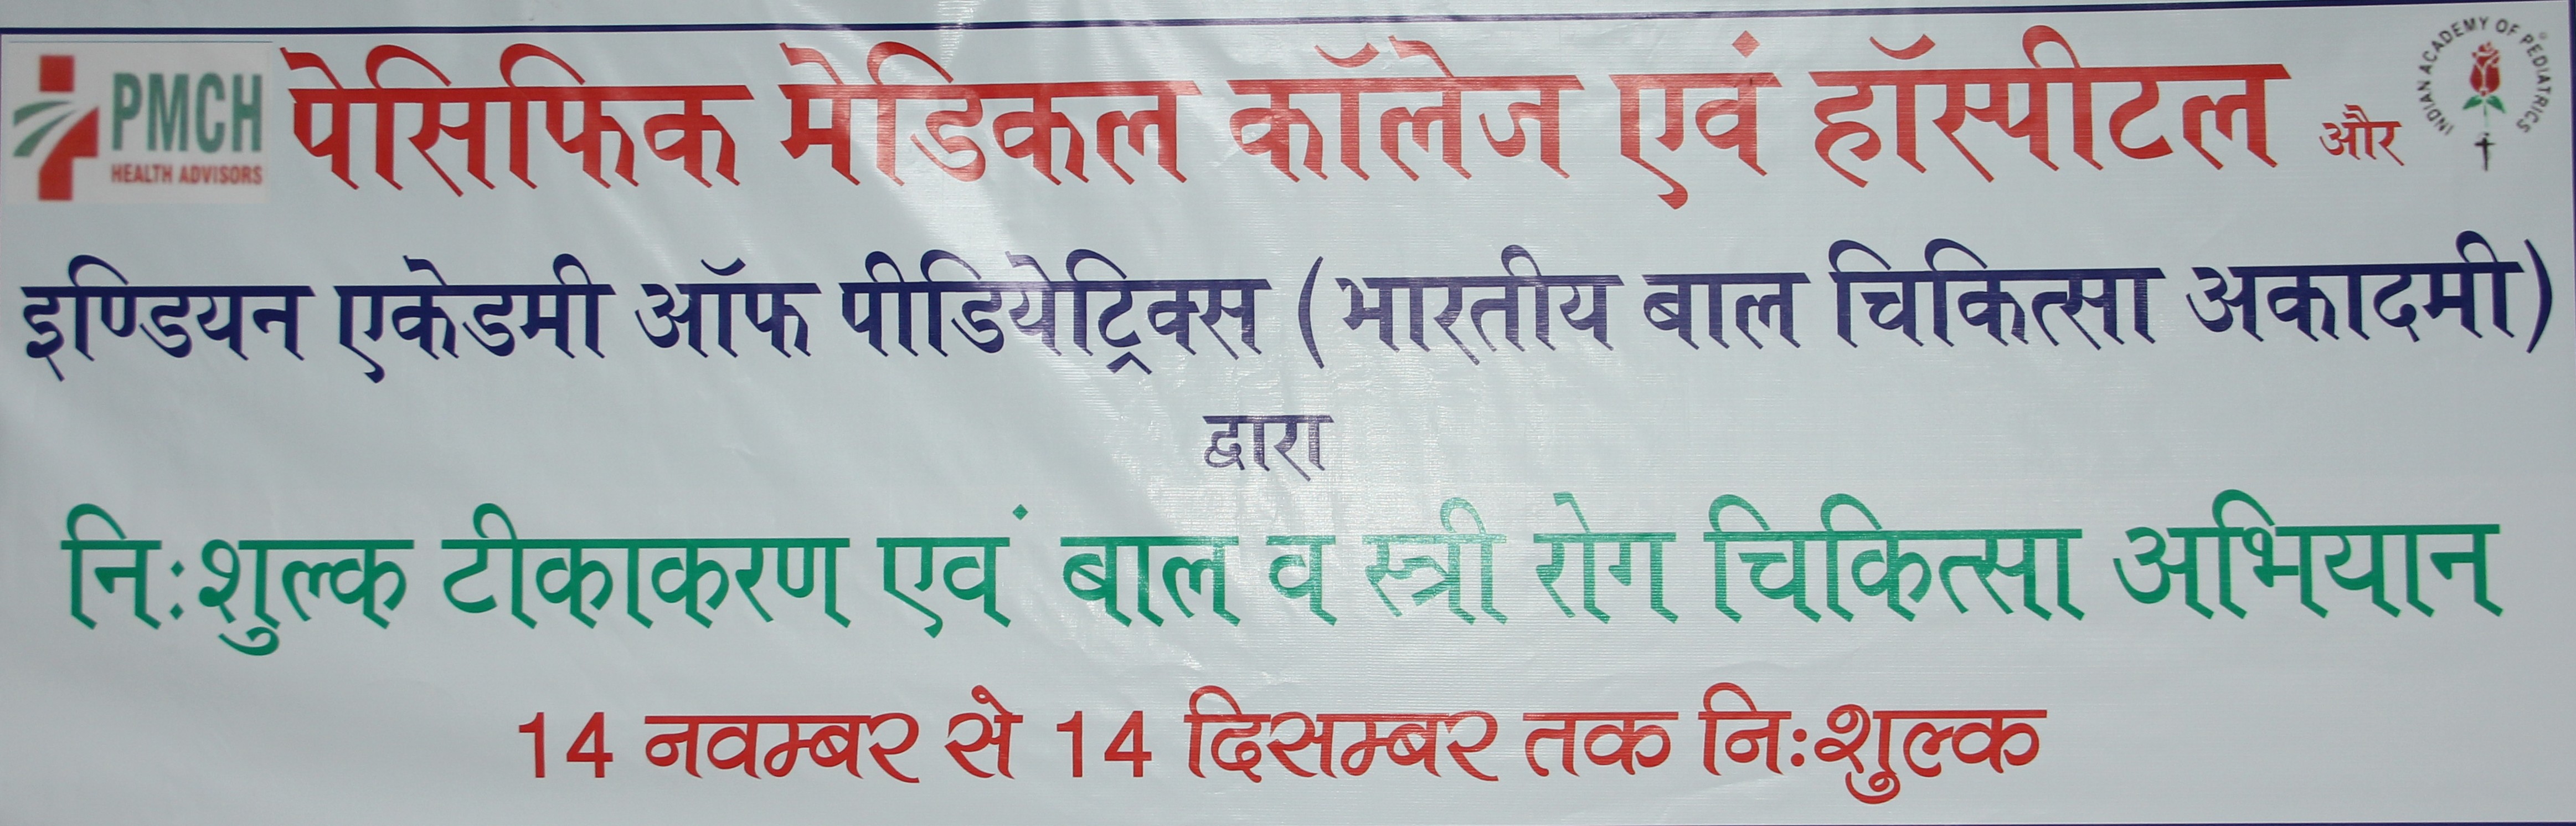 PMCH
HEALTH ADVISORS
पेसिफिक मेडिकल कॉलेज एवं हॉस्पीटल और
INDIAN ACADEMY OF PEDIATRICS
इण्डियन एकेडमी ऑफ पीडियेट्रिक्स (भारतीय बाल चिकित्सा अकादमी)
द्वारा
निःशुल्क टीकाकरण एवं बाल व स्त्री रोग चिकित्सा अभियान
14 नवम्बर से 14 दिसम्बर तक निःशुल्क